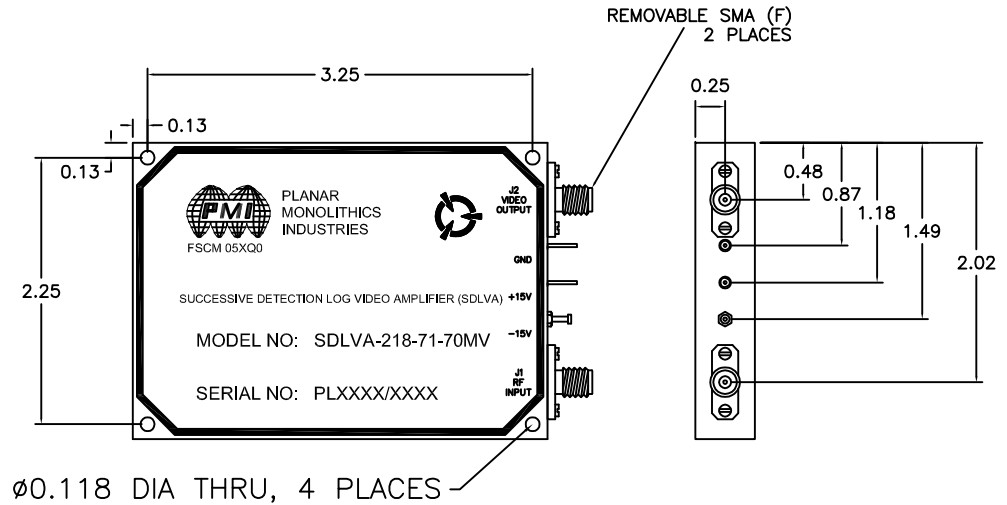 REMOVABLE SMA (F)
2 PLACES
3.25
0.13
0.13
2.25
PMI
FSCM 05XQ0
PLANAR
MONOLITHICS
INDUSTRIES
J2
VIDEO
OUTPUT
GND
SUCCESSIVE DETECTION LOG VIDEO AMPLIFIER (SDLVA)
+15V
MODEL NO: SDLVA-218-71-70MV
-15V
SERIAL NO: PLXXXX/XXXX
J1
RF
INPUT
Ø0.118 DIA THRU, 4 PLACES
0.25
0.48
0.87
1.18
1.49
2.02